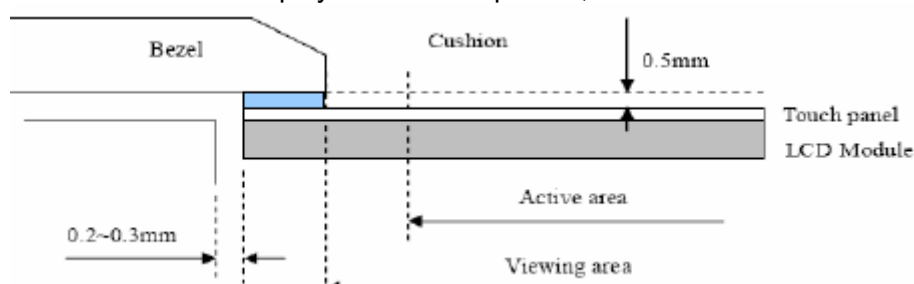 Bezel
Cushion
0.5mm
Touch panel
LCD Module
Active area
0.2~0.3mm
Viewing area